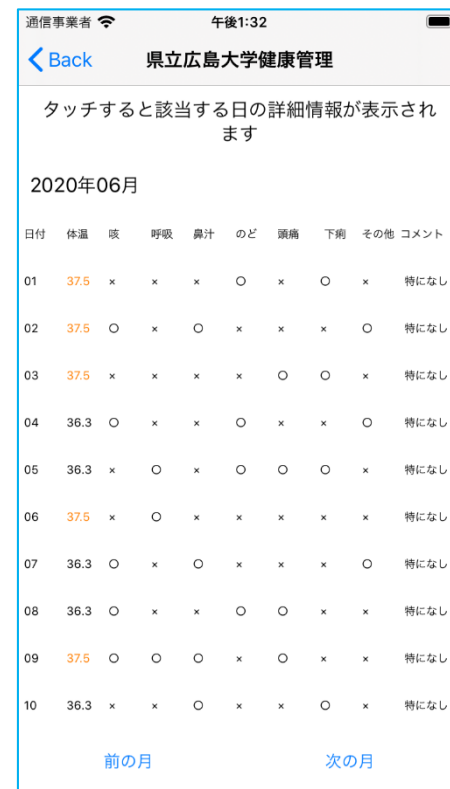 通信事業者 午後1:32
Back 県立広島大学健康管理
タッチすると該当する日の詳細情報が表示され
ます
2020年06月
日付 体温 咳 呼吸 鼻汁 のど 頭痛 下痢 その他 コメント
01 37.5 × × × ○ × ○ × 特になし
02 37.5 ○ × ○ × × × ○ 特になし
03 37.5 × × × × ○ ○ × 特になし
04 36.3 ○ × × ○ × × ○ 特になし
05 36.3 × ○ × ○ ○ ○ × 特になし
06 37.5 × ○ × × × × × 特になし
07 36.3 ○ × ○ × × × ○ 特になし
08 36.3 ○ × × ○ ○ × × 特になし
09 37.5 ○ ○ ○ × ○ × × 特になし
10 36.3 × × ○ × × ○ × 特になし
前の月 次の月